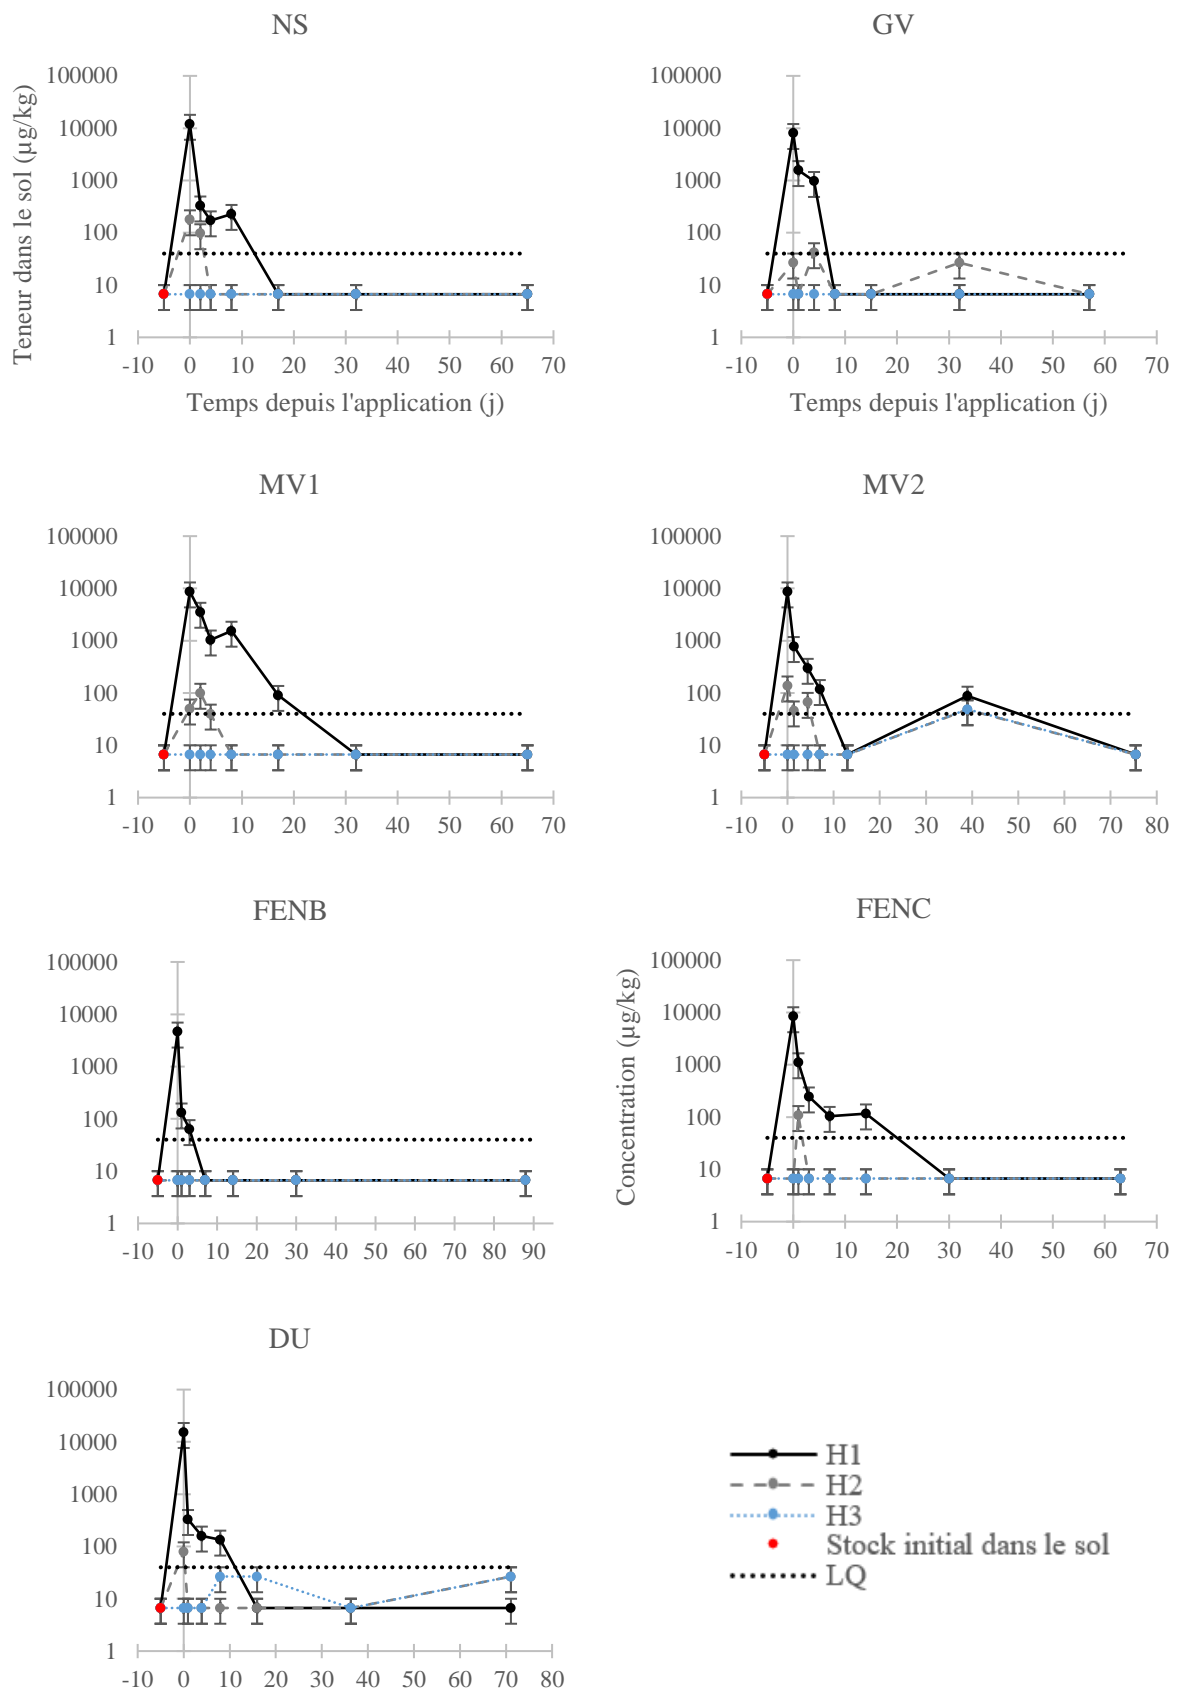 NS
100000
10000
1000
100
10
1
-10 0 10 20 30 40 50 60 70
Teneur dans le sol (µg/kg)
Temps depuis l'application (j)
GV
100000
10000
1000
100
10
1
-10 0 10 20 30 40 50 60 70
Temps depuis l'application (j)
MV1
100000
10000
1000
100
10
1
-10 0 10 20 30 40 50 60 70
MV2
100000
10000
1000
100
10
1
-10 0 10 20 30 40 50 60 70 80
FENB
100000
10000
1000
100
10
1
-10 0 10 20 30 40 50 60 70 80 90
FENC
100000
10000
1000
100
10
1
-10 0 10 20 30 40 50 60 70
Concentration (µg/kg)
DU
100000
10000
1000
100
10
1
-10 0 10 20 30 40 50 60 70 80
H1
H2
H3
Stock initial dans le sol
LQ